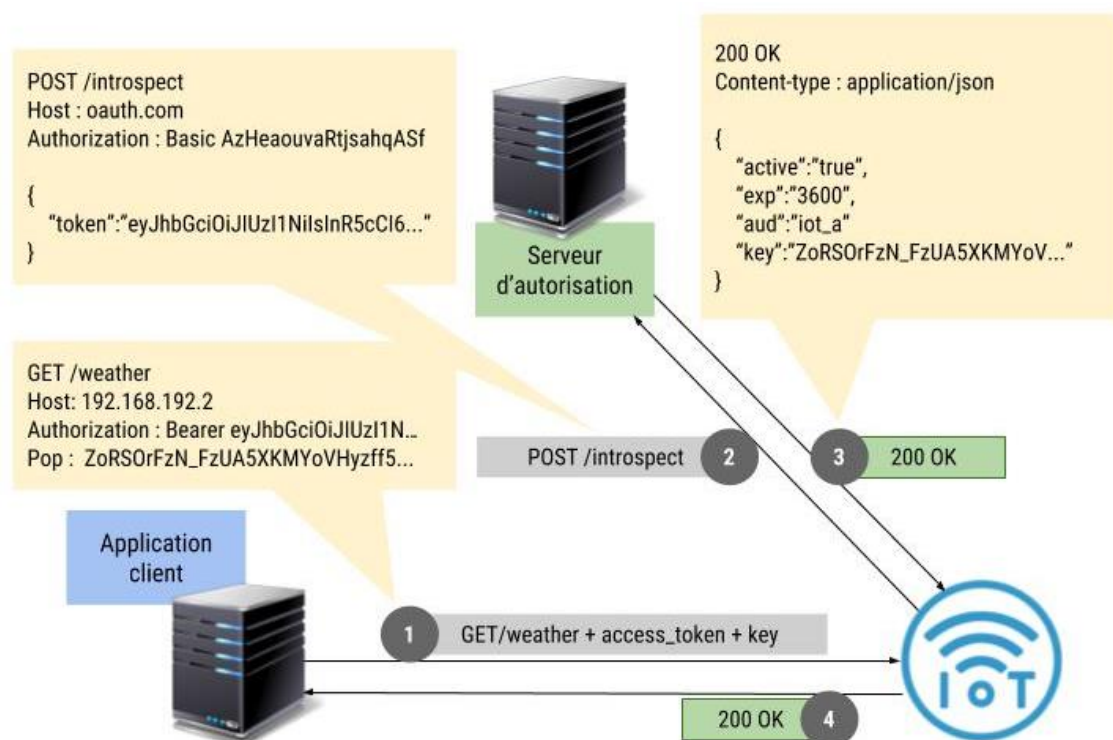 POST /introspect
Host : oauth.com
Authorization : Basic AzHeaouvaRtjsahqASf
{
"token":"eyJhbGciOiJIUzI1NiIsInR5cCI6..."
}
200 OK
Content-type : application/json
{
"active":"true",
"exp":"3600",
"aud":"iot_a"
"key":"ZoRSOrFzN_FzUA5XKMYoV..."
}
Serveur
d'autorisation
GET /weather
Host: 192.168.192.2
Authorization : Bearer eyJhbGciOiJIUzI1N...
Pop : ZoRSOrFzN_FzUA5XKMYoVHyzff5...
POST /introspect 2
3 200 OK
Application
client
1 GET/weather + access_token + key
200 OK 4
IoT